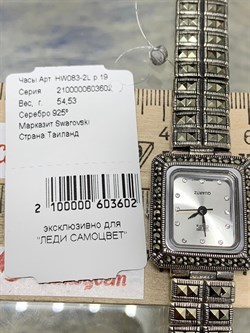 Часы Арт. HW083-2L р.19
Серия 2100000603602
Вес, г. 54,53
Серебро 925°
Марказит Swarovski
Страна Таиланд
2 100000 603602
эксклюзивно для
"ЛЕДИ САМОЦВЕТ"
QUARTZ